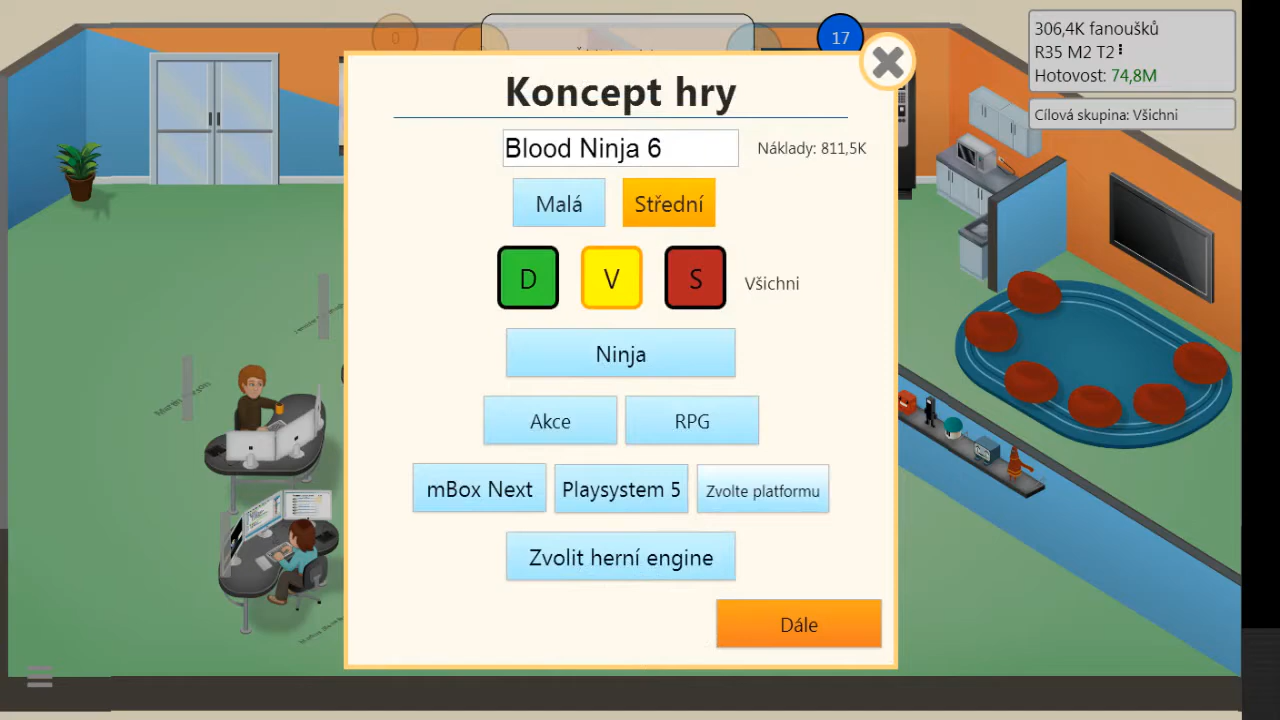 0
17
306,4K fanoušků
R35 M2 T2
Hotovost: 74,8M
Cílová skupina: Všichni
Koncept hry
Blood Ninja 6
Náklady: 811,5K
Malá
Střední
D
V
S
Všichni
Ninja
Akce
RPG
mBox Next
Playsystem 5
Zvolte platformu
Zvolit herní engine
Dále